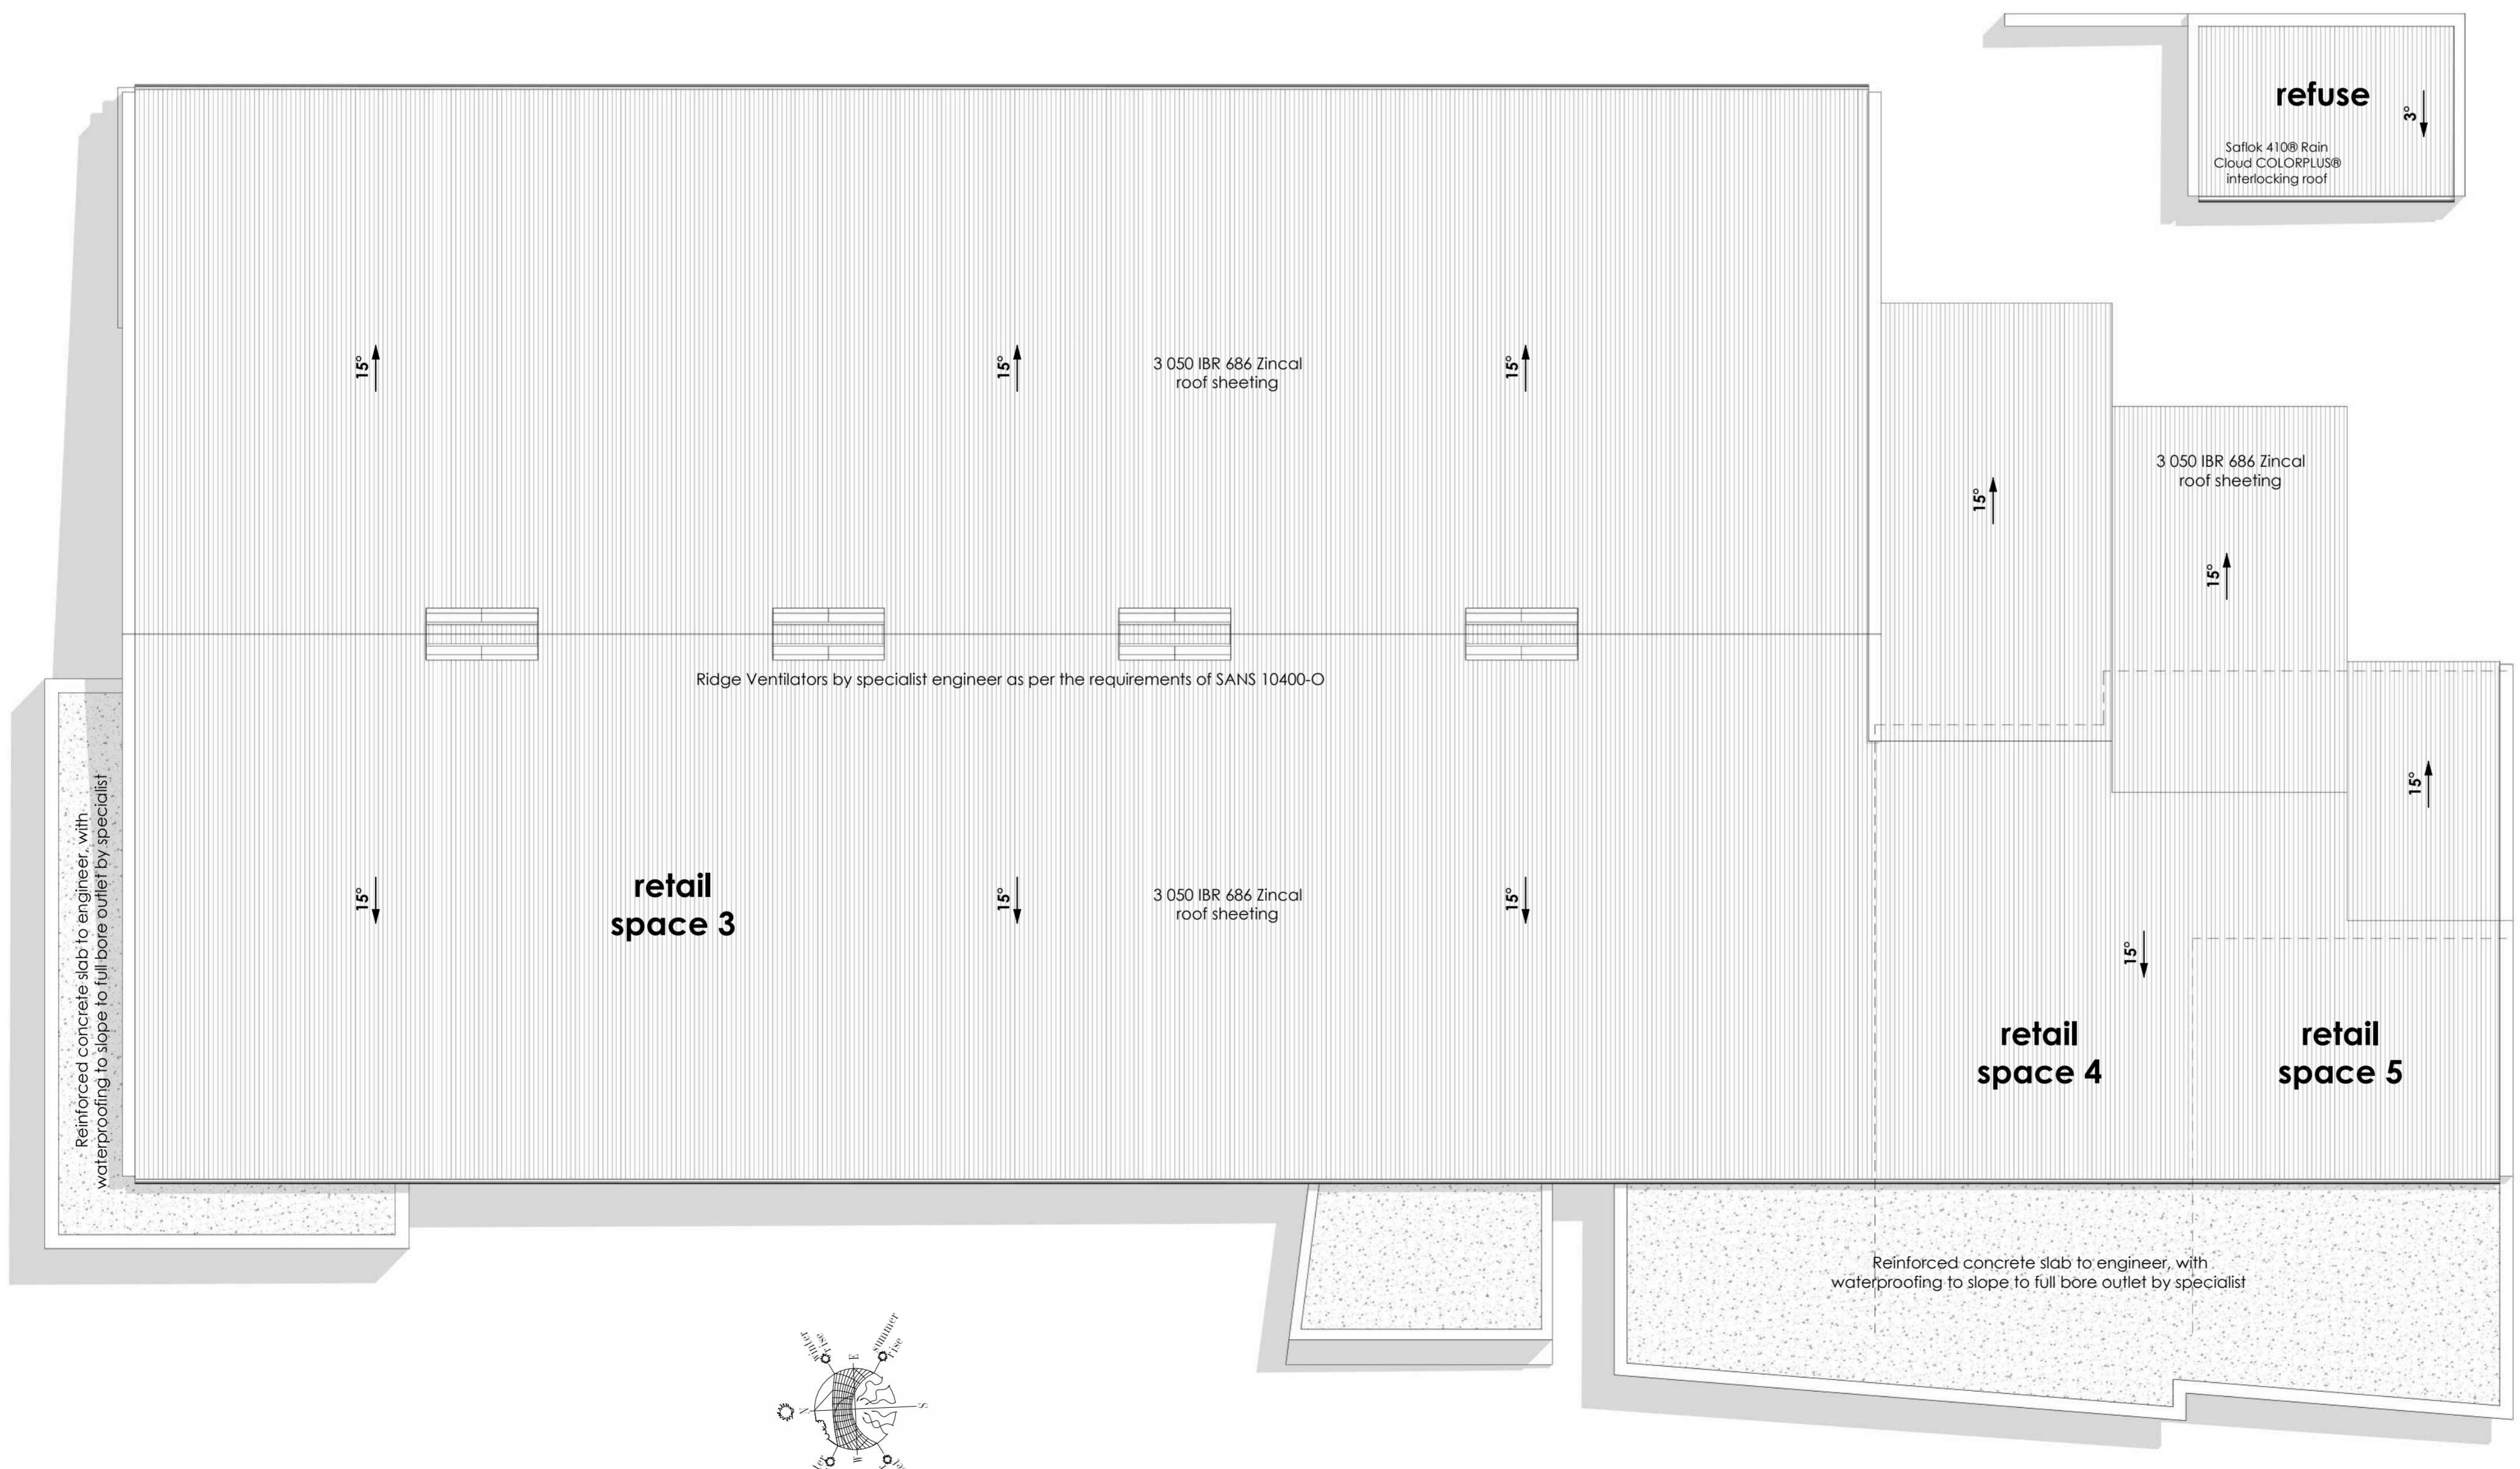 refuse
3°
Saflok 410® Rain
Cloud COLORPLUS®
interlocking roof
15°
15°
3 050 IBR 686 Zincal
roof sheeting
15°
15°
3 050 IBR 686 Zincal
roof sheeting
15°
Ridge Ventilators by specialist engineer as per the requirements of SANS 10400-O
15°
Reinforced concrete slab to engineer, with
waterproofing to slope to full bore outlet by specialist
15°
retail
space 3
15°
3 050 IBR 686 Zincal
roof sheeting
15°
15°
retail
space 4
retail
space 5
Reinforced concrete slab to engineer, with
waterproofing to slope to full bore outlet by specialist
winter
rise
summer
rise
E
N
S
W